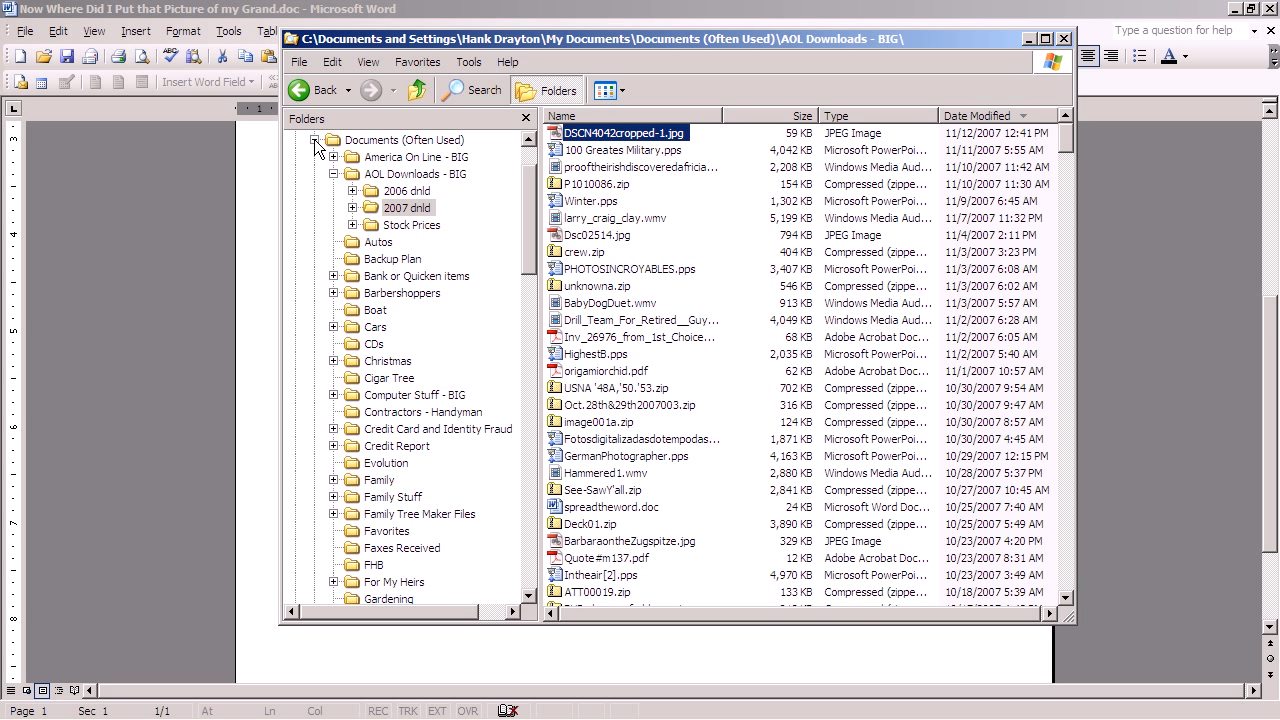 Now Where Did I Put that Picture of my Grand.doc - Microsoft Word
File Edit View Insert Format Tools
Type a question for help
Insert Word Field
C:\Documents and Settings\Hank Drayton\My Documents\Documents (Often Used)\AOL Downloads - BIG\
File Edit View Favorites Tools Help
Back Search Folders
Folders
Documents (Often Used)
America On Line - BIG
AOL Downloads - BIG
2006 dnld
2007 dnld
Stock Prices
Autos
Backup Plan
Bank or Quicken items
Barbershoppers
Boat
Cars
CDs
Christmas
Cigar Tree
Computer Stuff - BIG
Contractors - Handyman
Credit Card and Identity Fraud
Credit Report
Evolution
Family
Family Stuff
Family Tree Maker Files
Favorites
Faxes Received
FHB
For My Heirs
Gardening
Name Size Type Date Modified
DSCN4042cropped-1.jpg 59 KB JPEG Image 11/12/2007 12:41 PM
100 Greates Military.pps 4,042 KB Microsoft PowerPoi... 11/11/2007 5:55 AM
prooftheirishdiscoveredafricia... 2,208 KB Windows Media Aud... 11/10/2007 11:42 AM
P1010086.zip 154 KB Compressed (zippe... 11/10/2007 11:30 AM
Winter.pps 1,302 KB Microsoft PowerPoi... 11/9/2007 6:45 AM
larry_craig_clay.wmv 5,199 KB Windows Media Aud... 11/7/2007 11:32 PM
Dsc02514.jpg 794 KB JPEG Image 11/4/2007 2:11 PM
crew.zip 404 KB Compressed (zippe... 11/3/2007 3:23 PM
PHOTOSINCROYABLES.pps 3,407 KB Microsoft PowerPoi... 11/3/2007 6:08 AM
unknowna.zip 546 KB Compressed (zippe... 11/3/2007 6:02 AM
BabyDogDuet.wmv 913 KB Windows Media Aud... 11/3/2007 5:57 AM
Drill_Team_For_Retired__Guy... 4,049 KB Windows Media Aud... 11/2/2007 6:28 AM
Inv_26976_from_1st_Choice... 68 KB Adobe Acrobat Doc... 11/2/2007 6:05 AM
HighestB.pps 2,035 KB Microsoft PowerPoi... 11/2/2007 5:40 AM
origamiorchid.pdf 62 KB Adobe Acrobat Doc... 11/1/2007 10:57 AM
USNA '48A,'50.'53.zip 702 KB Compressed (zippe... 10/30/2007 9:54 AM
Oct.28th&29th2007003.zip 316 KB Compressed (zippe... 10/30/2007 9:47 AM
image001a.zip 124 KB Compressed (zippe... 10/30/2007 8:57 AM
Fotosdigitalizadasdotempodas... 1,871 KB Microsoft PowerPoi... 10/30/2007 4:45 AM
GermanPhotographer.pps 4,163 KB Microsoft PowerPoi... 10/29/2007 12:15 PM
Hammered1.wmv 2,880 KB Windows Media Aud... 10/28/2007 5:37 PM
See-SawY'all.zip 2,841 KB Compressed (zippe... 10/27/2007 10:45 AM
spreadtheword.doc 24 KB Microsoft Word Doc... 10/26/2007 7:40 AM
Deck01.zip 3,890 KB Compressed (zippe... 10/25/2007 5:49 AM
BarbaraontheZugspitze.jpg 329 KB JPEG Image 10/23/2007 4:20 PM
Quote#m137.pdf 12 KB Adobe Acrobat Doc... 10/23/2007 8:31 AM
Intheair[2].pps 4,970 KB Microsoft PowerPoi... 10/23/2007 3:49 AM
ATT00019.zip 133 KB Compressed (zippe... 10/18/2007 5:39 AM
Page 1 Sec 1 1/1 At Ln Col REC TRK EXT OVR